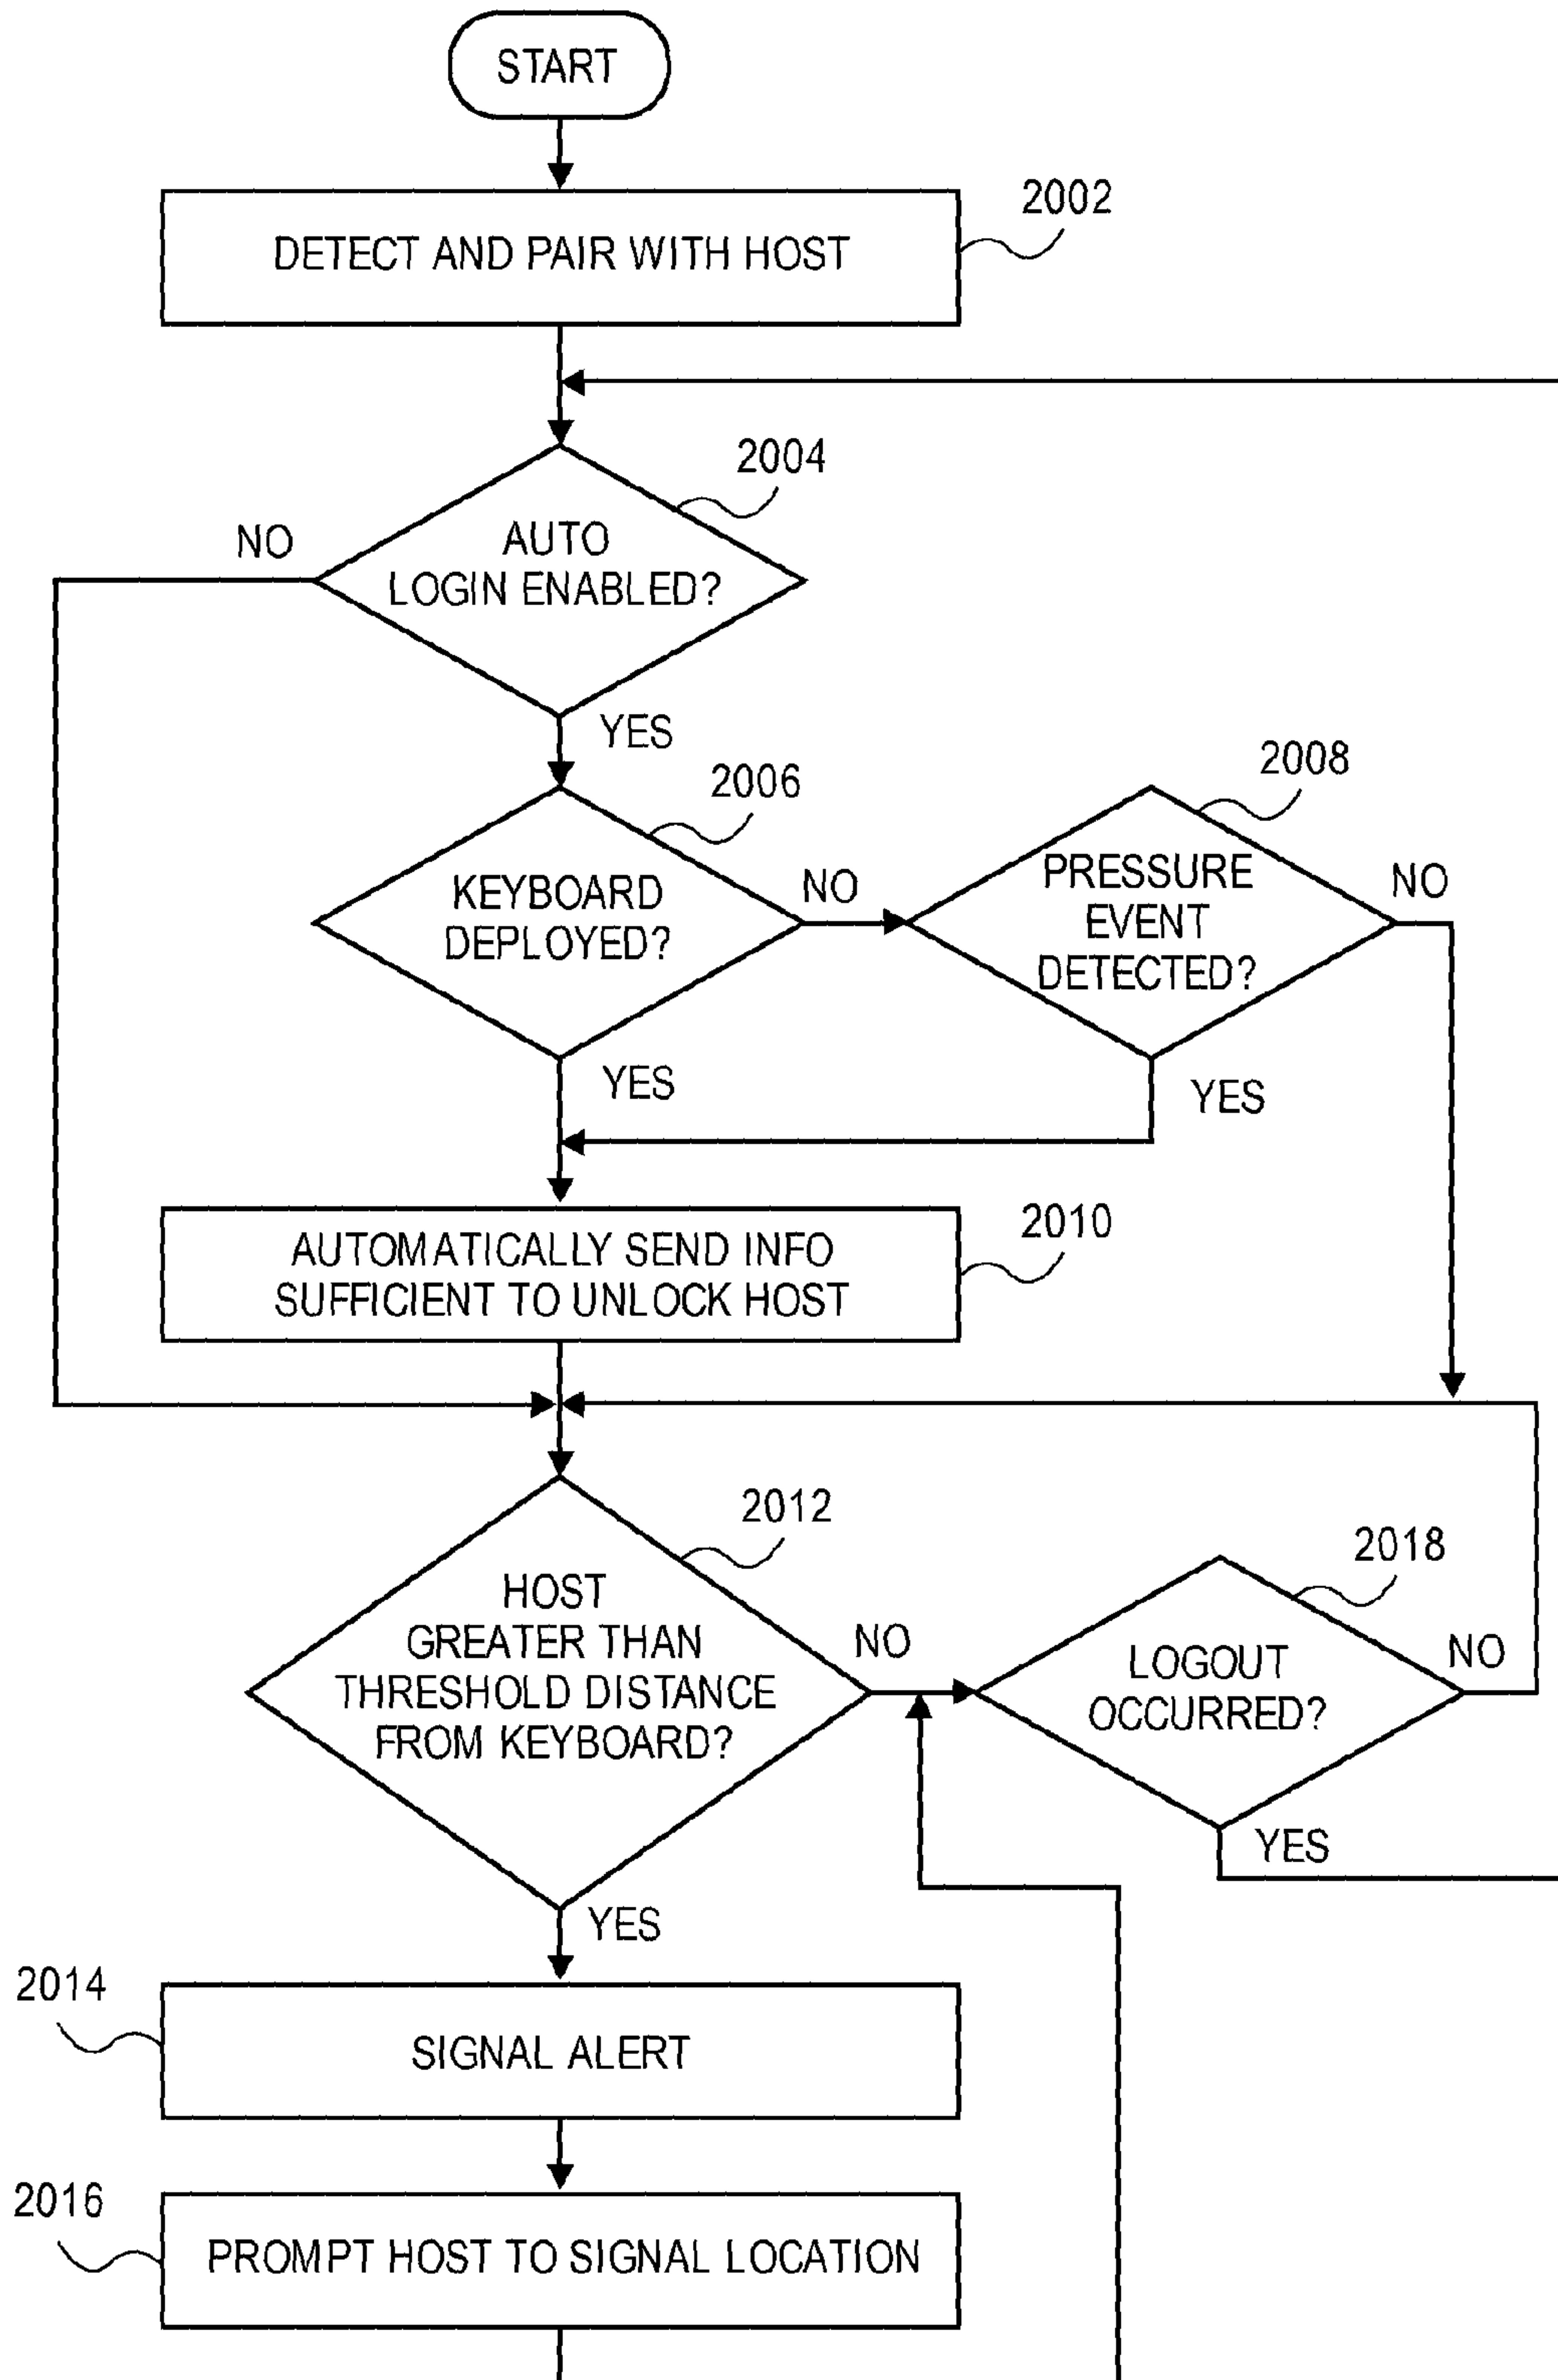 START
2002
DETECT AND PAIR WITH HOST
2004
NO
AUTO
LOGIN ENABLED?
YES
2006
2008
KEYBOARD
DEPLOYED?
NO
PRESSURE
EVENT
DETECTED?
NO
YES
YES
2010
AUTOMATICALLY SEND INFO
SUFFICIENT TO UNLOCK HOST
2012
2018
HOST
GREATER THAN
THRESHOLD DISTANCE
FROM KEYBOARD?
NO
LOGOUT
OCCURRED?
NO
YES
YES
2014
SIGNAL ALERT
2016
PROMPT HOST TO SIGNAL LOCATION